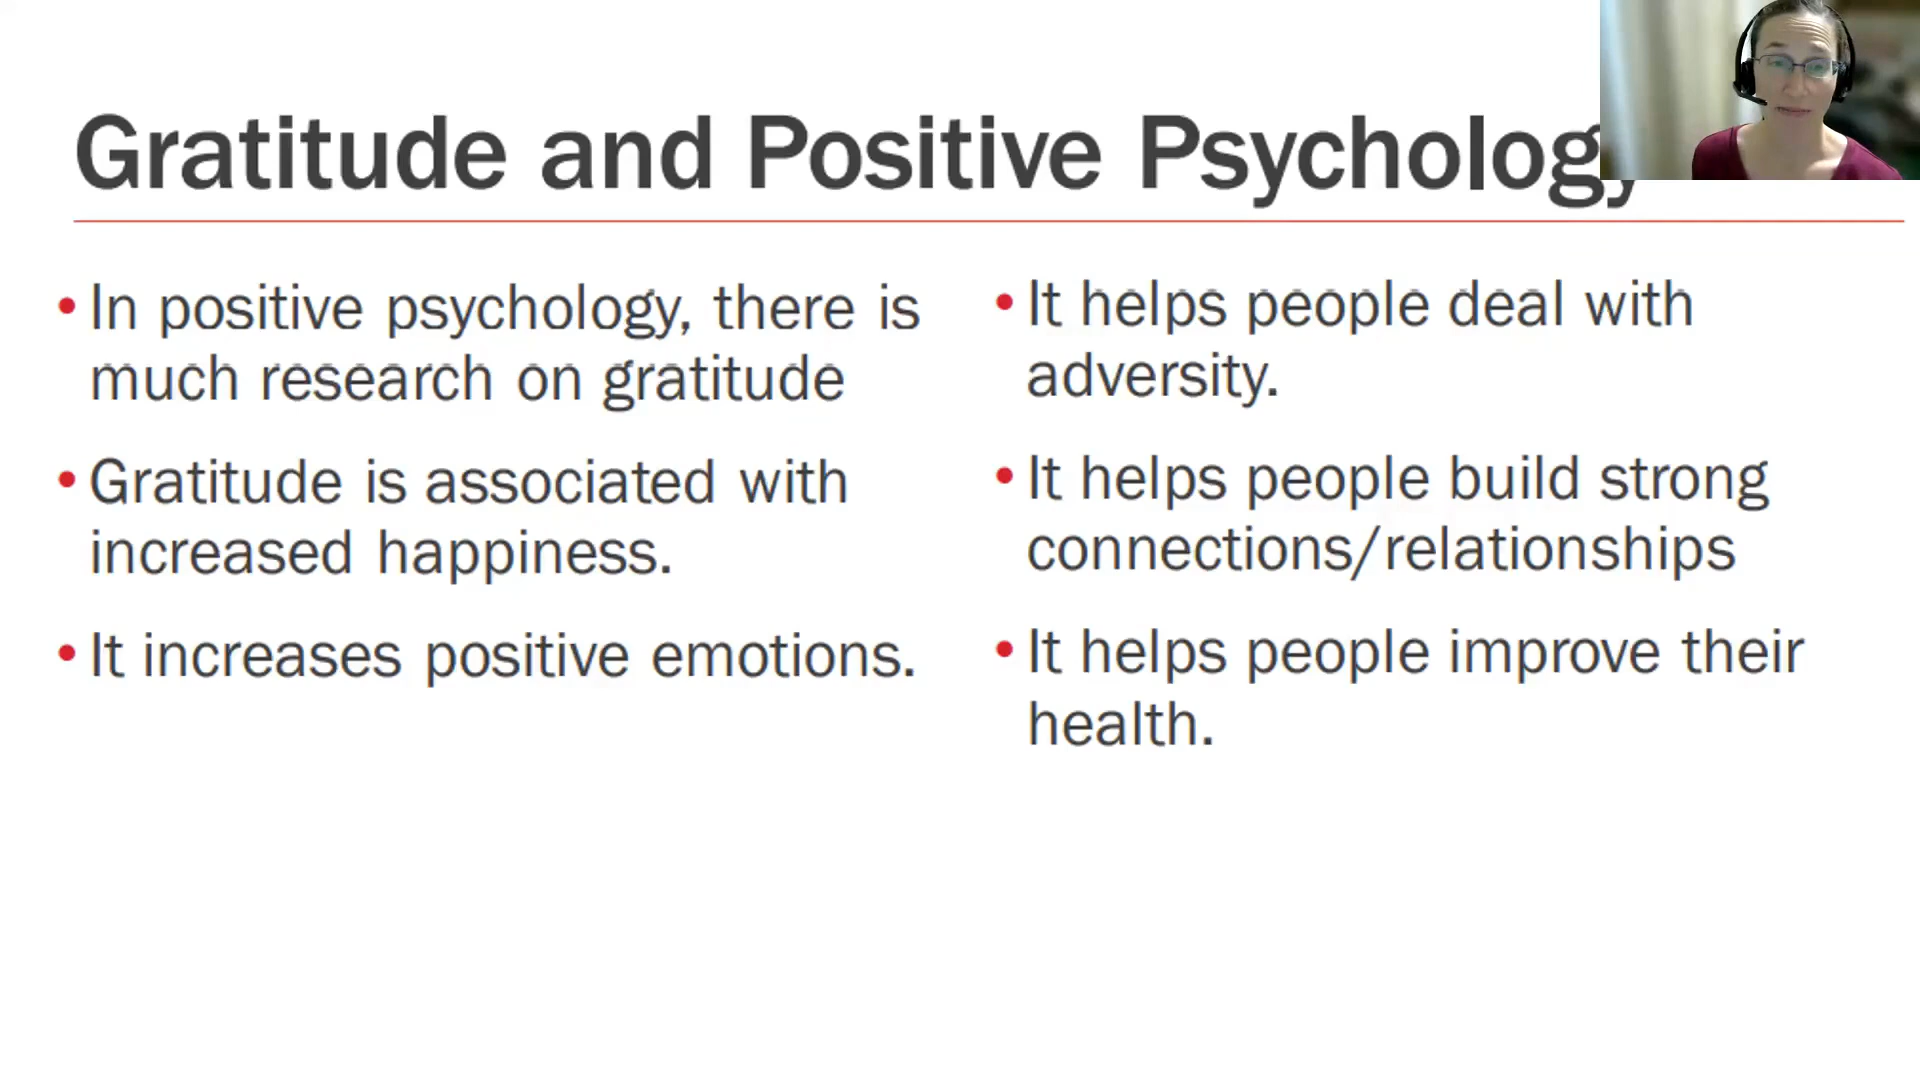 Gratitude and Positive Psychology
• In positive psychology, there is
much research on gratitude
• Gratitude is associated with
increased happiness.
• It increases positive emotions.
• It helps people deal with
adversity.
• It helps people build strong
connections/relationships
• It helps people improve their
health.